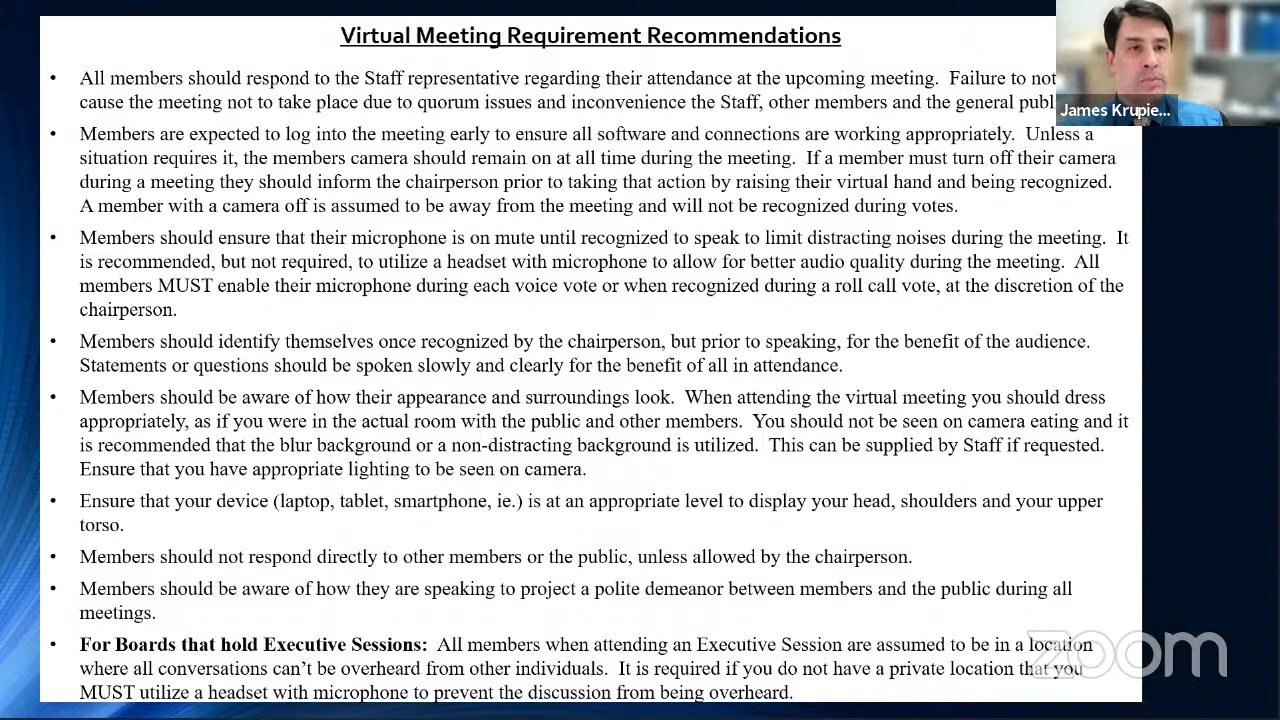 Virtual Meeting Requirement Recommendations
• All members should respond to the Staff representative regarding their attendance at the upcoming meeting. Failure to not
cause the meeting not to take place due to quorum issues and inconvenience the Staff, other members and the general publ
James Krupie...
• Members are expected to log into the meeting early to ensure all software and connections are working appropriately. Unless a
situation requires it, the members camera should remain on at all time during the meeting. If a member must turn off their camera
during a meeting they should inform the chairperson prior to taking that action by raising their virtual hand and being recognized.
A member with a camera off is assumed to be away from the meeting and will not be recognized during votes.
• Members should ensure that their microphone is on mute until recognized to speak to limit distracting noises during the meeting. It
is recommended, but not required, to utilize a headset with microphone to allow for better audio quality during the meeting. All
members MUST enable their microphone during each voice vote or when recognized during a roll call vote, at the discretion of the
chairperson.
• Members should identify themselves once recognized by the chairperson, but prior to speaking, for the benefit of the audience.
Statements or questions should be spoken slowly and clearly for the benefit of all in attendance.
• Members should be aware of how their appearance and surroundings look. When attending the virtual meeting you should dress
appropriately, as if you were in the actual room with the public and other members. You should not be seen on camera eating and it
is recommended that the blur background or a non-distracting background is utilized. This can be supplied by Staff if requested.
Ensure that you have appropriate lighting to be seen on camera.
• Ensure that your device (laptop, tablet, smartphone, ie.) is at an appropriate level to display your head, shoulders and your upper
torso.
• Members should not respond directly to other members or the public, unless allowed by the chairperson.
• Members should be aware of how they are speaking to project a polite demeanor between members and the public during all
meetings.
• For Boards that hold Executive Sessions: All members when attending an Executive Session are assumed to be in a location
where all conversations can't be overheard from other individuals. It is required if you do not have a private location that you
MUST utilize a headset with microphone to prevent the discussion from being overheard.
zoom